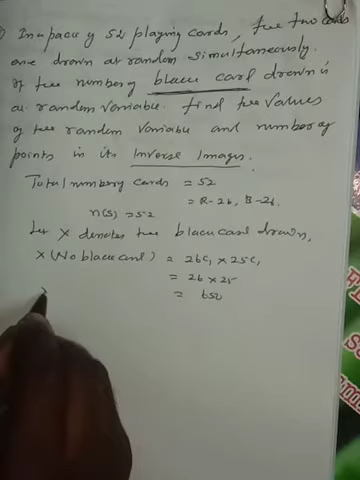 In a pack of 52 playing cards, the two cards
are drawn at random simultaneously.
If the number of black card drawn is
a random variable. find the values
of the random variable and number of
points in its Inverse Images.
Total number of cards = 52
= R-26, B-26.
n(S) = 52
Let X denotes the black card drawn,
X (No black card) = 26C₁ × 25C₁
= 26 × 25
= 650